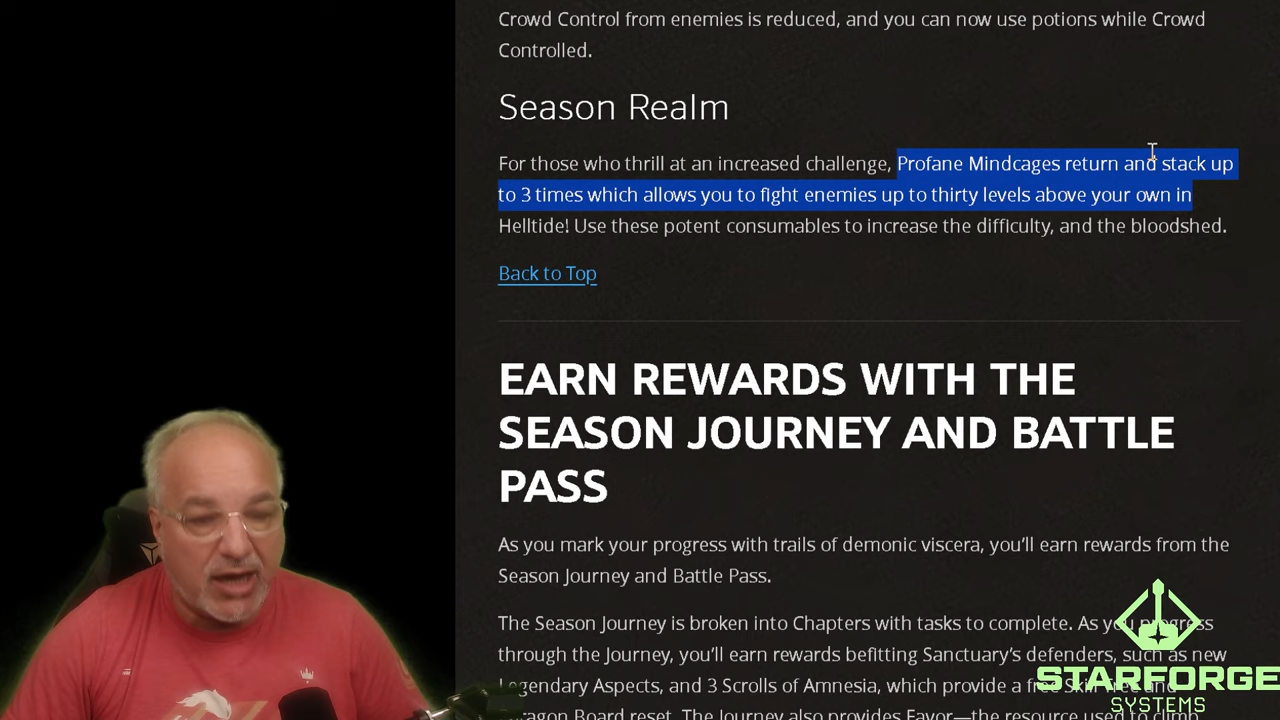 Crowd Control from enemies is reduced, and you can now use potions while Crowd
Controlled.
Season Realm
For those who thrill at an increased challenge, Profane Mindcages return and stack up
to 3 times which allows you to fight enemies up to thirty levels above your own in
Helltide! Use these potent consumables to increase the difficulty, and the bloodshed.
Back to Top
EARN REWARDS WITH THE
SEASON JOURNEY AND BATTLE
PASS
As you mark your progress with trails of demonic viscera, you’ll earn rewards from the
Season Journey and Battle Pass.
The Season Journey is broken into Chapters with tasks to complete. As you progress
through the Journey, you’ll earn rewards befitting Sanctuary’s defenders, such as new
Legendary Aspects, and 3 Scrolls of Amnesia, which provide a free Skill Tree and
Paragon Board reset. The Journey also provides Favor—the resource used to climb
STARFORGE
SYSTEMS